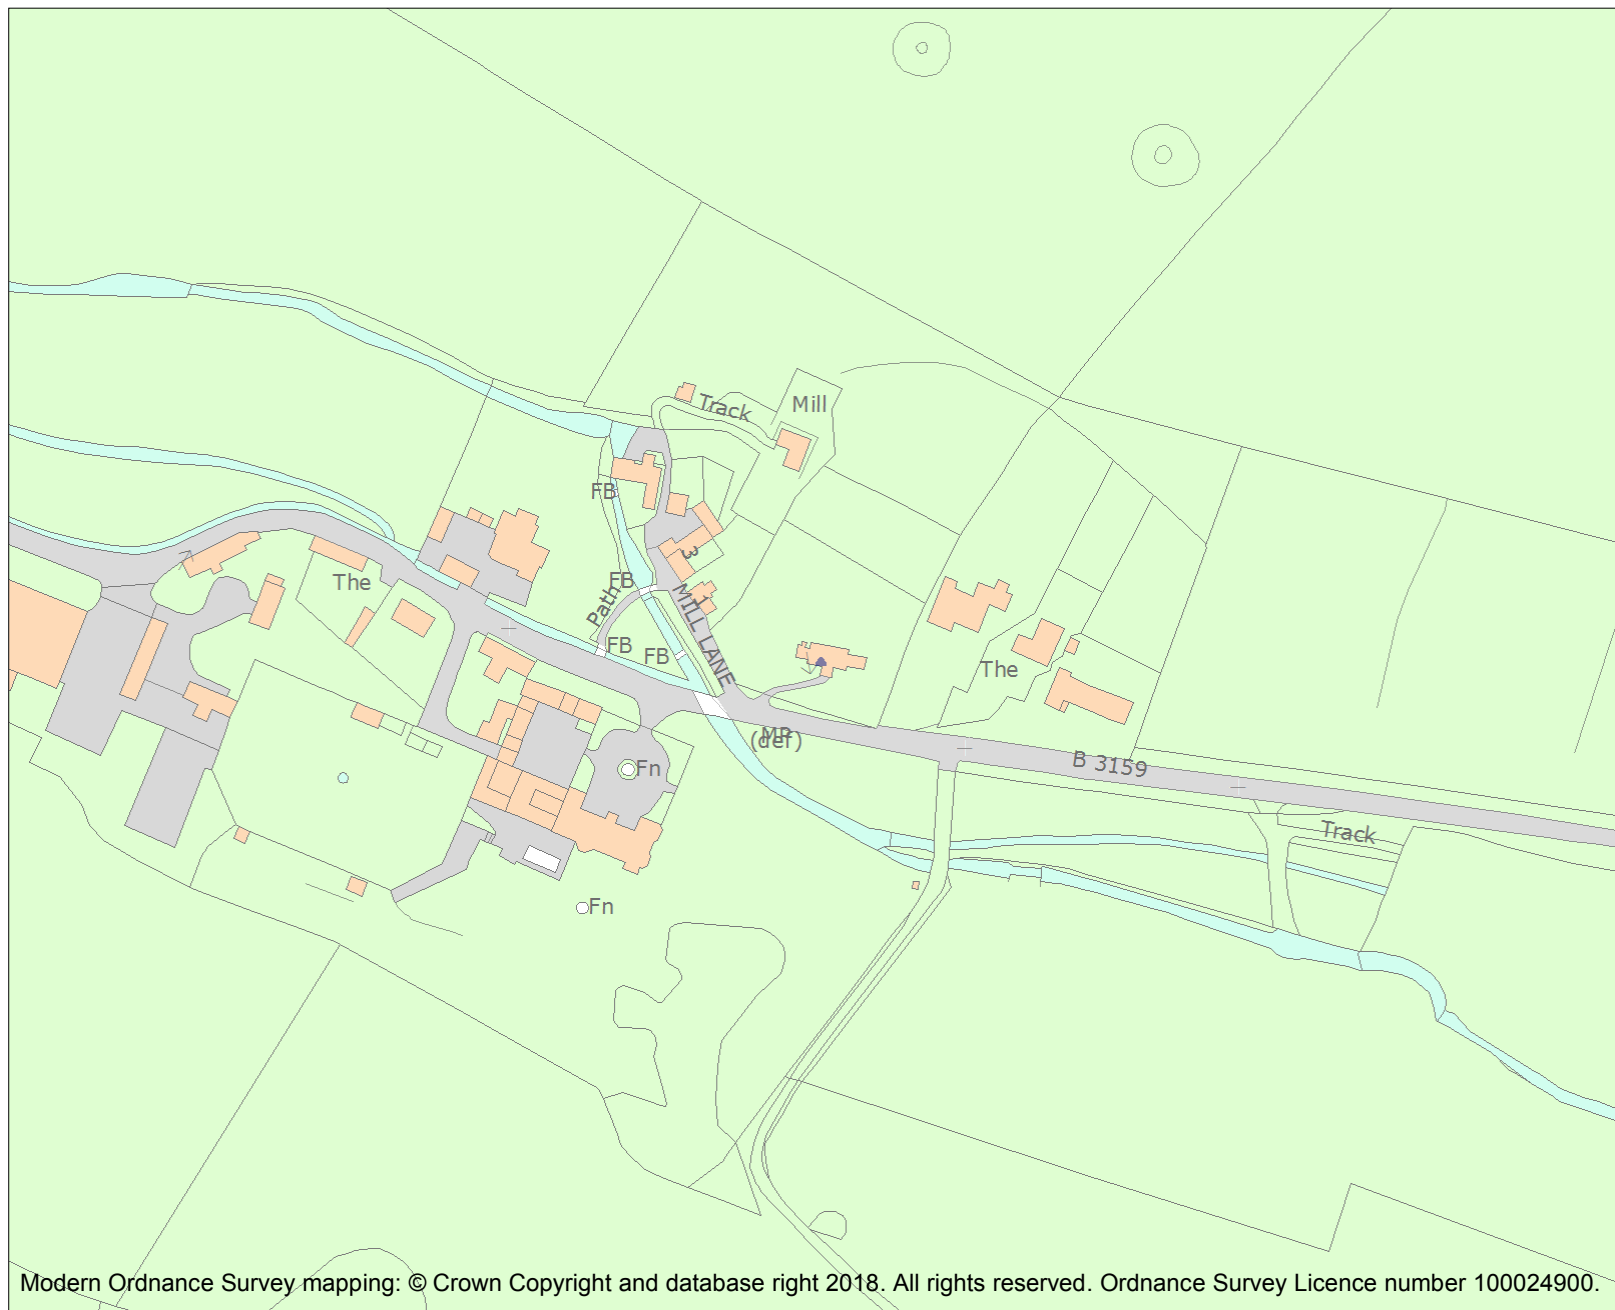 Track
Mill
FB
3
The
FB
Path
1
MILL LANE
FB
FB
The
MP
(def)
B 3159
Fn
Track
Fn
Modern Ordnance Survey mapping: © Crown Copyright and database right 2018. All rights reserved. Ordnance Survey Licence number 100024900.